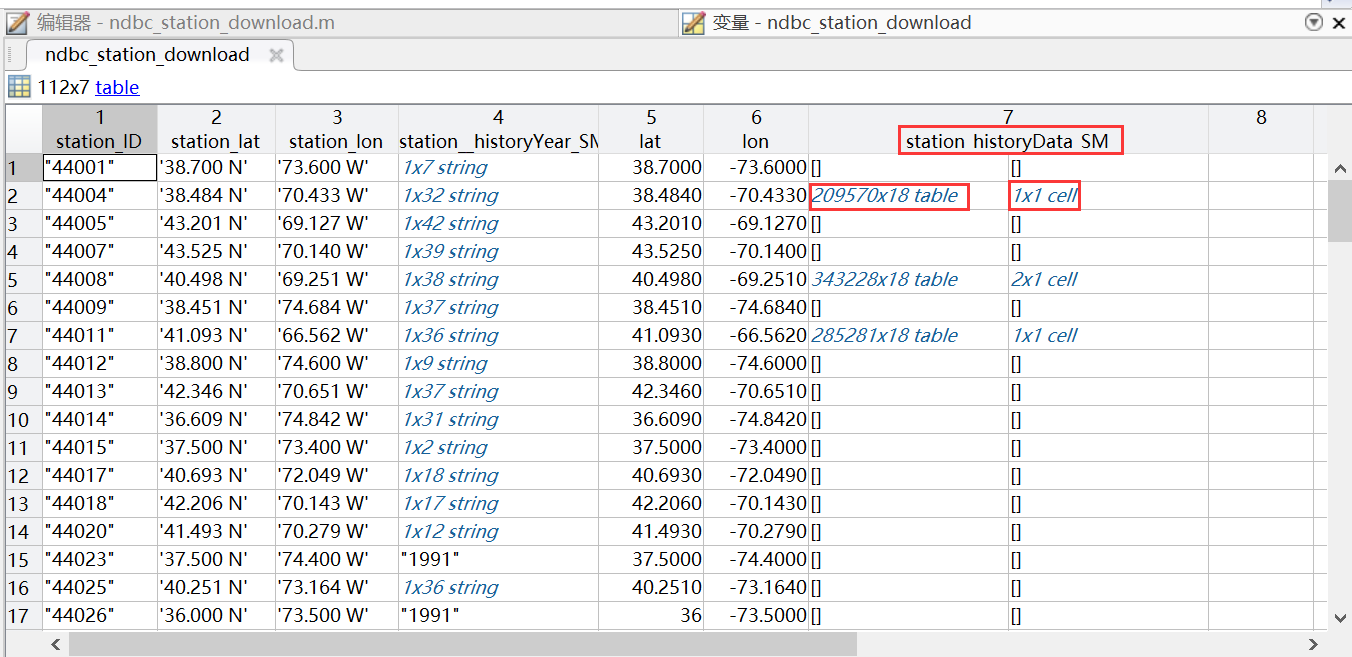 编辑器 - ndbc_station_download.m
变量 - ndbc_station_download
ndbc_station_download
112x7 table
1 2 3 4 5 6 7 8
station_ID station_lat station_lon station__historyYear_SM lat lon station_historyData_SM
1 "44001" '38.700 N' '73.600 W' 1x7 string 38.7000 -73.6000 [] []
2 "44004" '38.484 N' '70.433 W' 1x32 string 38.4840 -70.4330 209570x18 table 1x1 cell
3 "44005" '43.201 N' '69.127 W' 1x42 string 43.2010 -69.1270 [] []
4 "44007" '43.525 N' '70.140 W' 1x39 string 43.5250 -70.1400 [] []
5 "44008" '40.498 N' '69.251 W' 1x38 string 40.4980 -69.2510 343228x18 table 2x1 cell
6 "44009" '38.451 N' '74.684 W' 1x37 string 38.4510 -74.6840 [] []
7 "44011" '41.093 N' '66.562 W' 1x36 string 41.0930 -66.5620 285281x18 table 1x1 cell
8 "44012" '38.800 N' '74.600 W' 1x9 string 38.8000 -74.6000 [] []
9 "44013" '42.346 N' '70.651 W' 1x37 string 42.3460 -70.6510 [] []
10 "44014" '36.609 N' '74.842 W' 1x31 string 36.6090 -74.8420 [] []
11 "44015" '37.500 N' '73.400 W' 1x2 string 37.5000 -73.4000 [] []
12 "44017" '40.693 N' '72.049 W' 1x18 string 40.6930 -72.0490 [] []
13 "44018" '42.206 N' '70.143 W' 1x17 string 42.2060 -70.1430 [] []
14 "44020" '41.493 N' '70.279 W' 1x12 string 41.4930 -70.2790 [] []
15 "44023" '37.500 N' '74.400 W' "1991" 37.5000 -74.4000 [] []
16 "44025" '40.251 N' '73.164 W' 1x36 string 40.2510 -73.1640 [] []
17 "44026" '36.000 N' '73.500 W' "1991" 36 -73.5000 [] []